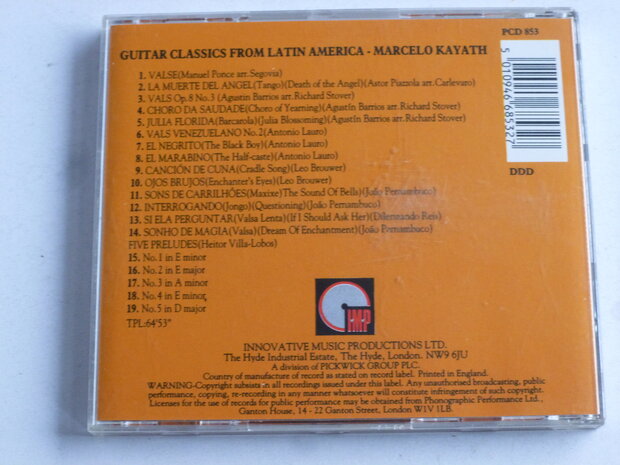 PCD 853
GUITAR CLASSICS FROM LATIN AMERICA - MARCELO KAYATH
1. VALSE(Manuel Ponce arr.Segovia)
2. LA MUERTE DEL ANGEL(Tango)(Death of the Angel)(Astor Piazzola arr.Carlevaro)
3. VALS Op.8 No.3 (Agustin Barrios arr.Richard Stover)
4. CHORO DA SAUDADE(Choro of Yearning)(Agustín Barrios arr.Richard Stover)
5. JULIA FLORIDA(Barcarola)(Julia Blossoming)(Agustin Barrios arr.Richard Stover)
6. VALS VENEZUELANO No.2(Antonio Lauro)
7. EL NEGRITO(The Black Boy)(Antonio Lauro)
8. EL MARABINO(The Half-caste)(Antonio Lauro)
9. CANCIÓN DE CUNA(Cradle Song)(Leo Brouwer)
10. OJOS BRUJOS(Enchanter's Eyes)(Leo Brouwer)
11. SONS DE CARRILHÕES(Maxixe)(The Sound Of Bells)(João Pernambuco)
12. INTERROGANDO(Jongo)(Questioning)(João Pernambuco)
13. SI ELA PERGUNTAR(Valsa Lenta)(If I Should Ask Her)(Dilermando Reis)
14. SONHO DE MAGIA(Valsa)(Dream Of Enchantment)(João Pernambuco)
FIVE PRELUDES(Heitor Villa-Lobos)
15. No.1 in E minor
16. No.2 in E major
17. No.3 in A minor
18. No.4 in E minor
19. No.5 in D major
TPL:64'53"
5 010946 685327
DDD
IMP
INNOVATIVE MUSIC PRODUCTIONS LTD.
The Hyde Industrial Estate, The Hyde, London. NW9 6JU
A division of PICKWICK GROUP PLC.
Country of manufacture of record as stated on record label. Printed in England.
WARNING-Copyright subsists in all recordings issued under this label. Any unauthorised broadcasting, public
performance, copying, re-recording in any manner whatsoever will constitute infringement of such copyright.
Licenses for the use of records for public performance may be obtained from Phonographic Performance Ltd.,
Ganton House, 14 - 22 Ganton Street, London W1V 1LB.